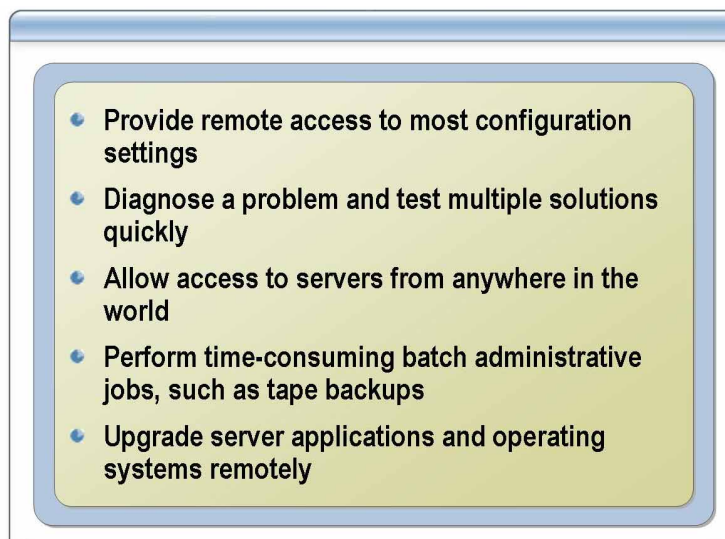 Provide remote access to most configuration
settings
Diagnose a problem and test multiple solutions
quickly
Allow access to servers from anywhere in the
world
Perform time-consuming batch administrative
jobs, such as tape backups
Upgrade server applications and operating
systems remotely